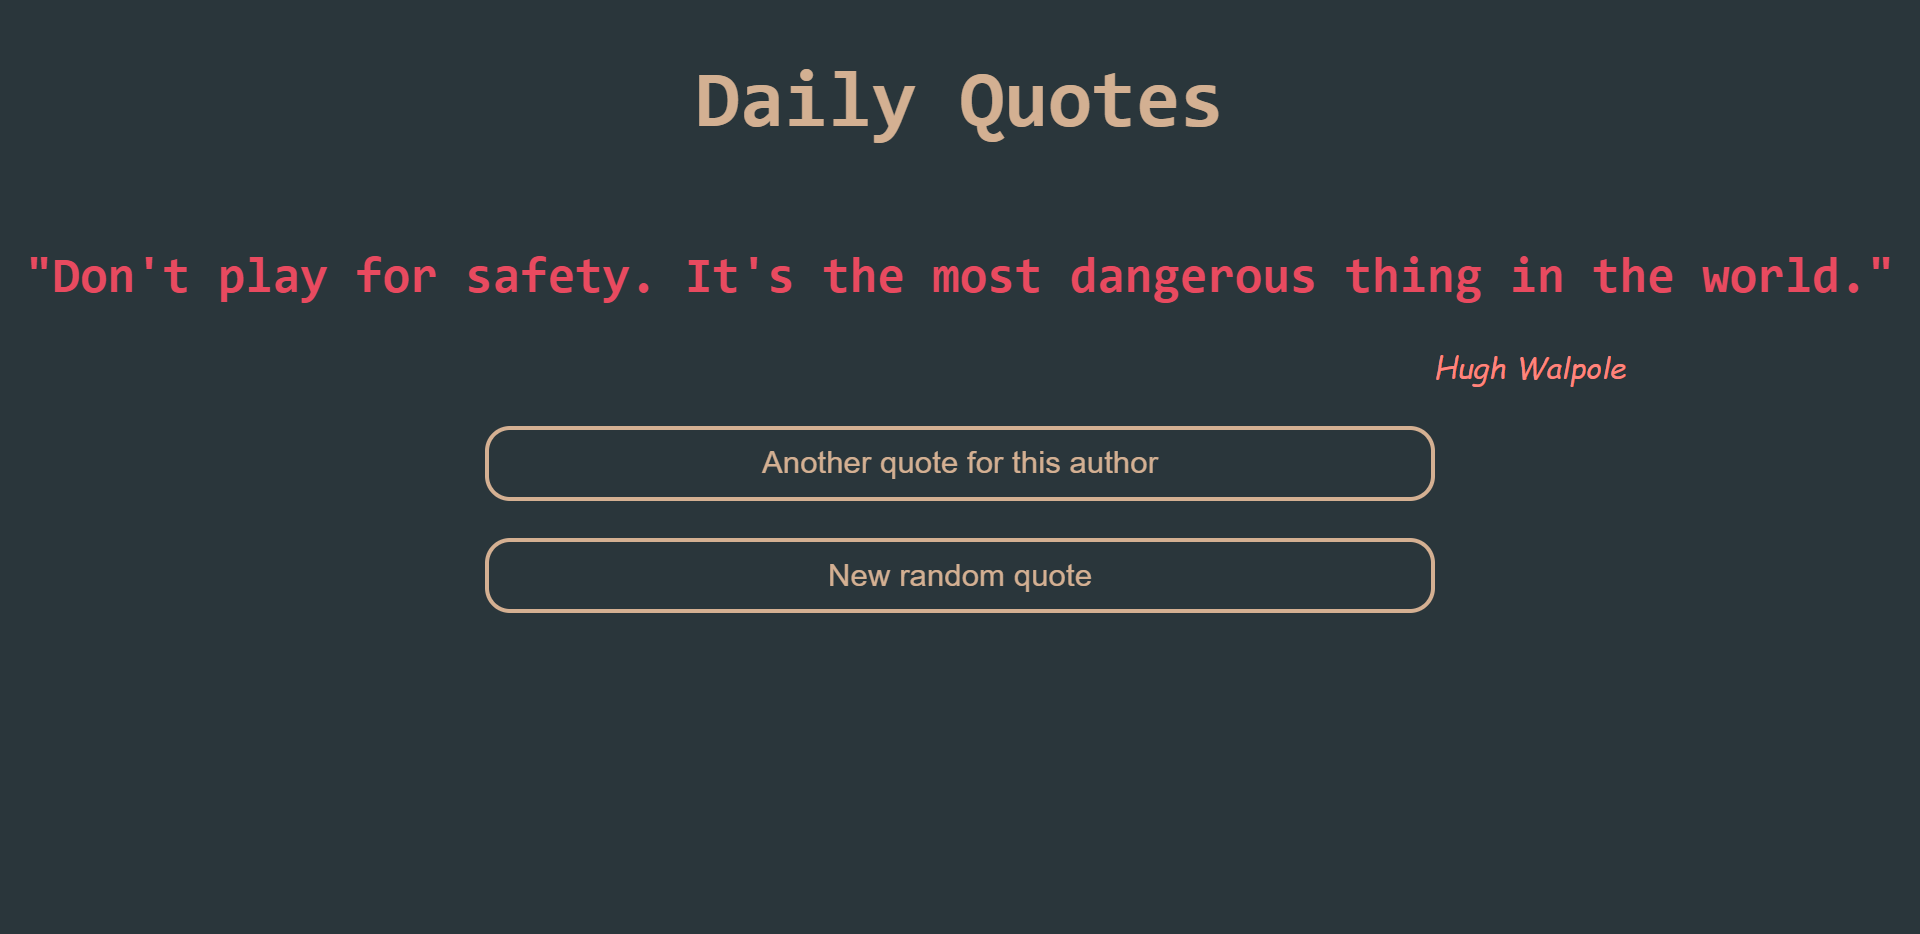 Daily Quotes
"Don't play for safety. It's the most dangerous thing in the world."
Hugh Walpole
Another quote for this author
New random quote